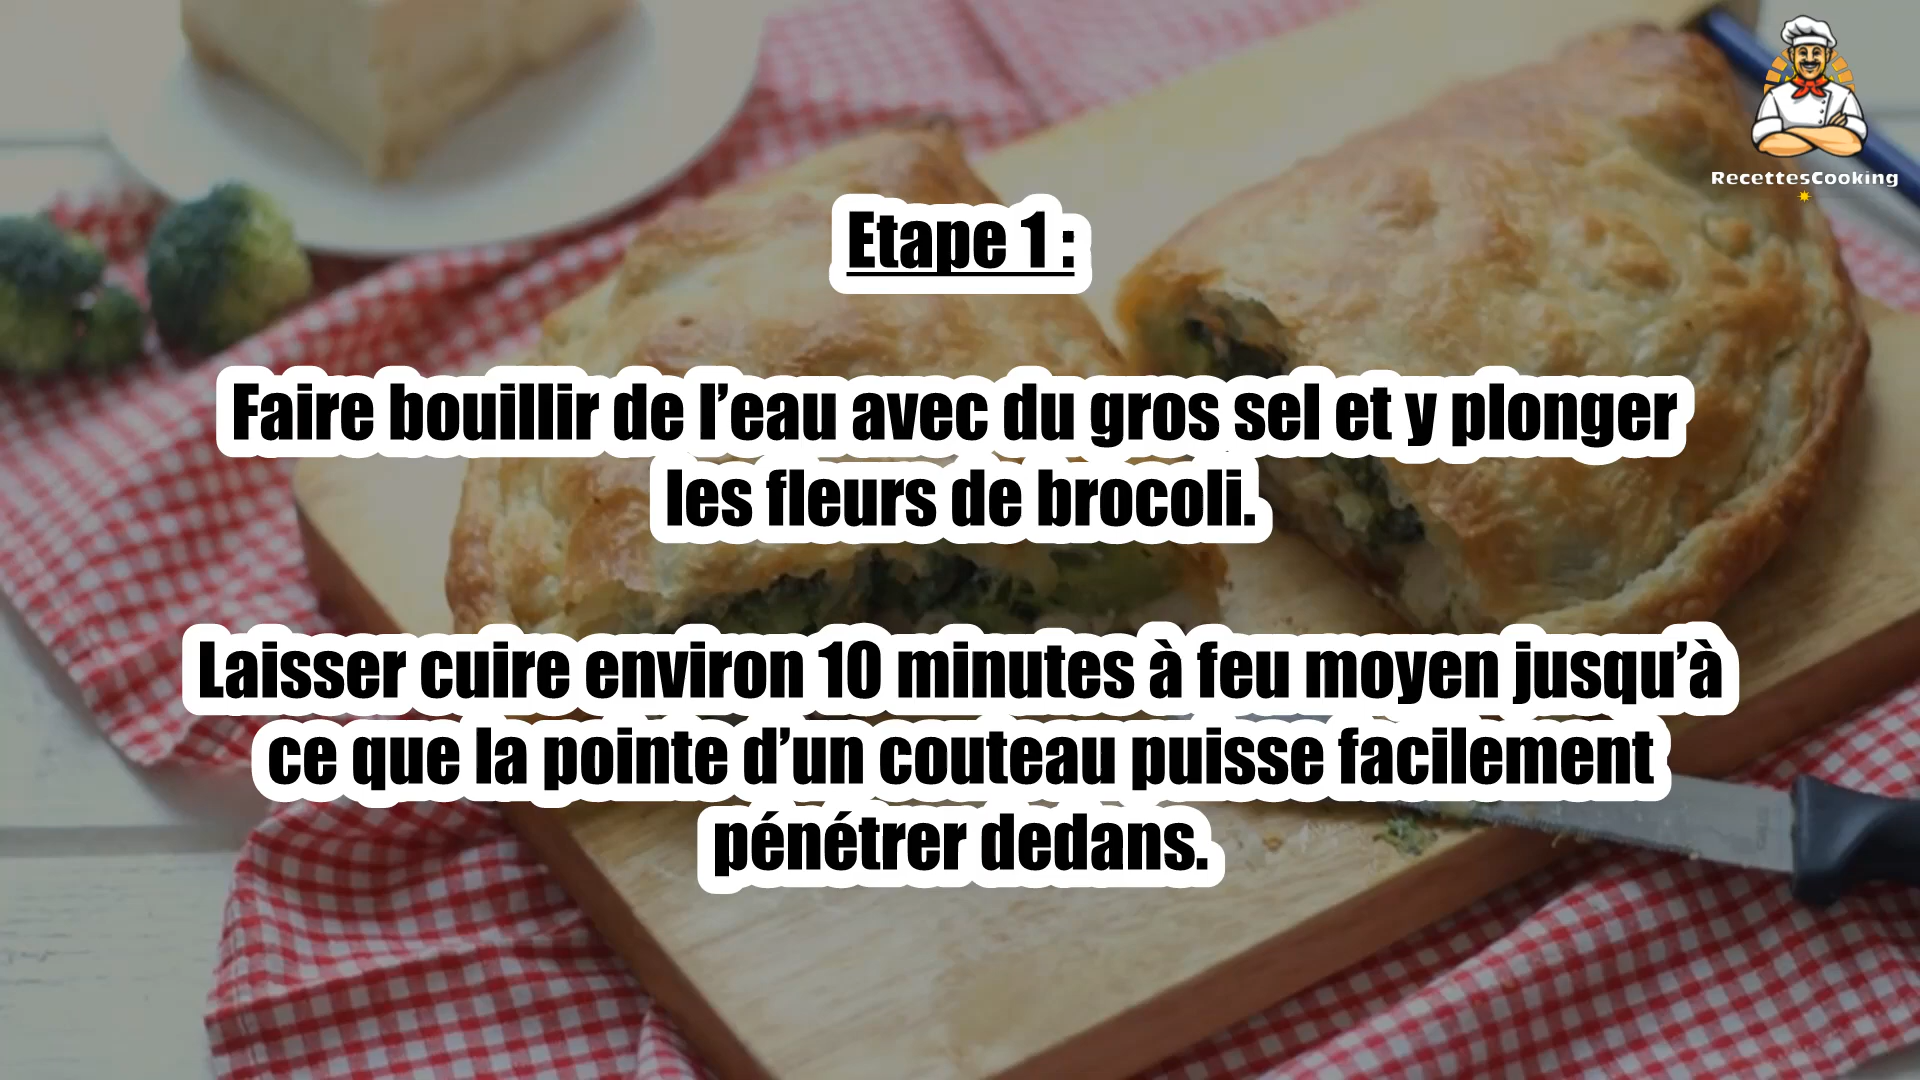 RecettesCooking
Etape 1 :
Faire bouillir de l’eau avec du gros sel et y plonger
les fleurs de brocoli.
Laisser cuire environ 10 minutes à feu moyen jusqu’à
ce que la pointe d’un couteau puisse facilement
pénétrer dedans.